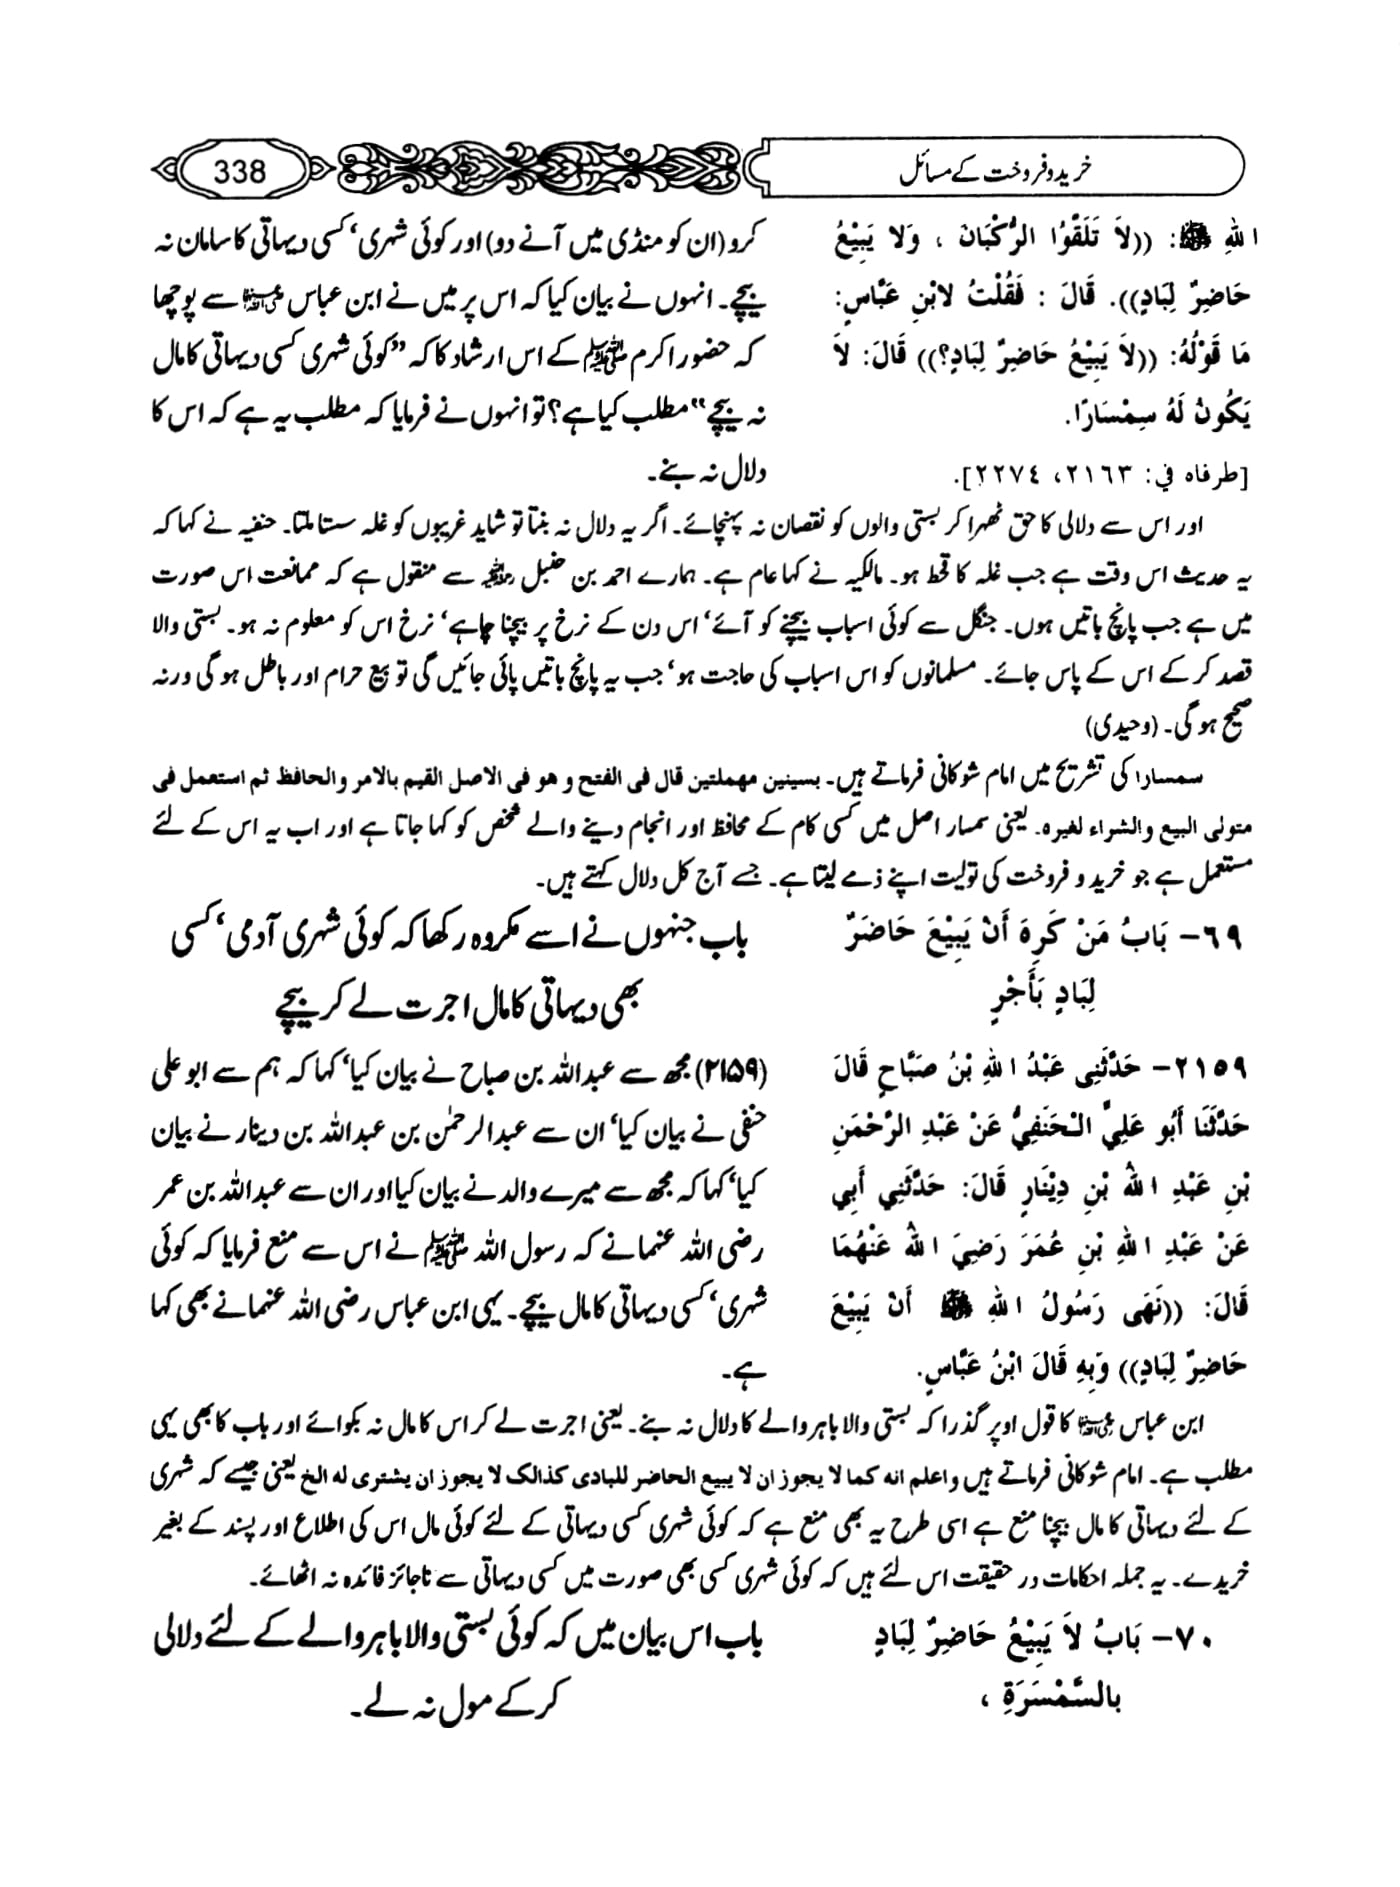 338
خرید و فروخت کے مسائل
اللهِ ﷺ: ((لاَ تَلَقَّوُا الرُّكْبَانَ ، وَلا يَبِيْعُ
حَاضِرٌ لِبَادٍ)). قَالَ : فَقُلْتُ لابْنِ عَبَّاسٍ:
مَا قَوْلُهُ: ((لاَ يَبِيْعُ حَاضِرٌ لِبَادٍ؟)) قَالَ: لاَ
يَكُونُ لَهُ سِمْسَارًا.
[طرفاه في: ٢١٦٣، ٢٢٧٤].
کرو (ان کو منڈی میں آنے دو) اور کوئی شہری‘ کسی دیہاتی کا سامان نہ
بیچے۔ انہوں نے بیان کیا کہ اس پر میں نے ابن عباس رضی اللہ عنہما سے پوچھا
کہ حضور اکرم ﷺ کے اس ارشاد کا کہ ”کوئی شہری کسی دیہاتی کا مال
نہ بیچے“ مطلب کیا ہے؟ تو انہوں نے فرمایا کہ مطلب یہ ہے کہ اس کا
دلال نہ بنے۔
اور اس سے دلالی کا حق ٹھہرا کر بستی والوں کو نقصان نہ پہنچائے۔ اگر یہ دلال نہ بنتا تو شاید غریبوں کو غلہ سستا ملتا۔ حنفیہ نے کہا کہ
یہ حدیث اس وقت ہے جب غلہ کا قحط ہو۔ مالکیہ نے کہا عام ہے۔ ہمارے احمد بن حنبل رحمہ اللہ سے منقول ہے کہ ممانعت اس صورت
میں ہے جب پانچ باتیں ہوں۔ جنگل سے کوئی اسباب بیچنے کو آئے‘ اس دن کے نرخ پر بیچنا چاہے‘ نرخ اس کو معلوم نہ ہو۔ بستی والا
قصد کر کے اس کے پاس جائے۔ مسلمانوں کو اس اسباب کی حاجت ہو‘ جب یہ پانچ باتیں پائی جائیں گی تو بیع حرام اور باطل ہو گی ورنہ
صحیح ہو گی۔ (وحیدی)
سمسارا کی تشریح میں امام شوکانی فرماتے ہیں۔ بسینین مهملتین قال فی الفتح و هو فی الاصل القیم بالامر والحافظ ثم استعمل فی
متولی البیع والشراء لغیره۔ یعنی سمسار اصل میں کسی کام کے محافظ اور انجام دینے والے شخص کو کہا جاتا ہے اور اب یہ اس کے لئے
مستعمل ہے جو خرید و فروخت کی تولیت اپنے ذمے لیتا ہے۔ جسے آج کل دلال کہتے ہیں۔
٦٩- بَابُ مَنْ كَرِهَ أَنْ يَبِيْعَ حَاضَرٌ
لِبَادٍ بَأَجْرٍ
باب جنہوں نے اسے مکروہ رکھا کہ کوئی شہری آدمی‘ کسی
بھی دیہاتی کا مال اجرت لے کر بیچے
٢١٥٩- حَدَّثَنِي عَبْدُ اللهِ بْنُ صَبَّاحٍ قَالَ
حَدَّثَنَا أَبُو عَلِيٍّ الْحَنَفِيُّ عَنْ عَبْدِ الرَّحْمَنِ
بْنِ عَبْدِ اللهِ بْنِ دِيْنَارٍ قَالَ: حَدَّثَنِي أَبِي
عَنْ عَبْدِ اللهِ بْنِ عُمَرَ رَضِيَ اللهُ عَنْهُمَا
قَالَ: ((نَهَى رَسُولُ اللهِ ﷺ أَنْ يَبِيْعَ
حَاضِرٌ لِبَادٍ)) وَبِهِ قَالَ ابْنُ عَبَّاسٍ.
(۲۱۵۹) مجھ سے عبداللہ بن صباح نے بیان کیا‘ کہا کہ ہم سے ابو علی
حنفی نے بیان کیا‘ ان سے عبدالرحمٰن بن عبداللہ بن دینار نے بیان
کیا‘ کہا کہ مجھ سے میرے والد نے بیان کیا اور ان سے عبداللہ بن عمر
رضی اللہ عنہما نے کہ رسول اللہ ﷺ نے اس سے منع فرمایا کہ کوئی
شہری‘ کسی دیہاتی کا مال بیچے۔ یہی ابن عباس رضی اللہ عنہما نے بھی کہا
ہے۔
ابن عباس رضی اللہ عنہما کا قول اوپر گذرا کہ بستی والا باہر والے کا دلال نہ بنے۔ یعنی اجرت لے کر اس کا مال نہ بکوائے اور باب کا بھی یہی
مطلب ہے۔ امام شوکانی فرماتے ہیں واعلم انه کما لا یجوز ان لا یبیع الحاضر للبادی کذالک لا یجوز ان یشتری له الخ یعنی جیسے کہ شہری
کے لئے دیہاتی کا مال بیچنا منع ہے اسی طرح یہ بھی منع ہے کہ کوئی شہری کسی دیہاتی کے لئے کوئی مال اس کی اطلاع اور پسند کے بغیر
خریدے۔ یہ جملہ احکامات در حقیقت اس لئے ہیں کہ کوئی شہری کسی بھی صورت میں کسی دیہاتی سے ناجائز فائدہ نہ اٹھائے۔
٧٠- بَابُ لاَ يَبِيْعُ حَاضِرٌ لِبَادٍ
بالسَّمْسَرَةِ ،
باب اس بیان میں کہ کوئی بستی والا باہر والے کے لئے دلالی
کر کے مول نہ لے۔